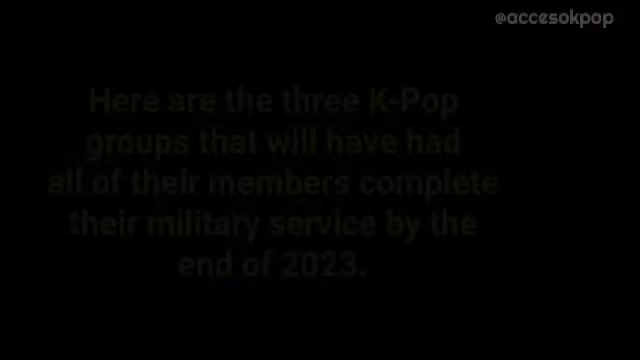 @accesokpop
Here are the three K-Pop
groups that will have had
all of their members complete
their military service by the
end of 2023.